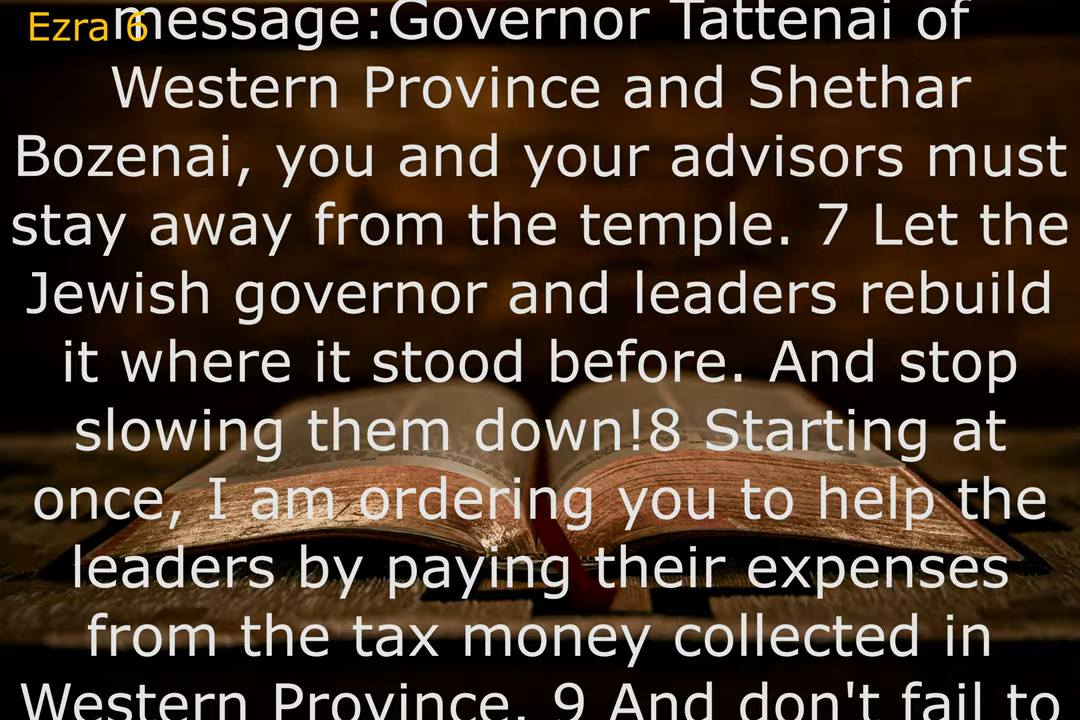 Ezra 6
message:Governor Tattenai of
Western Province and Shethar
Bozenai, you and your advisors must
stay away from the temple. 7 Let the
Jewish governor and leaders rebuild
it where it stood before. And stop
slowing them down!8 Starting at
once, I am ordering you to help the
leaders by paying their expenses
from the tax money collected in
Western Province. 9 And don't fail to